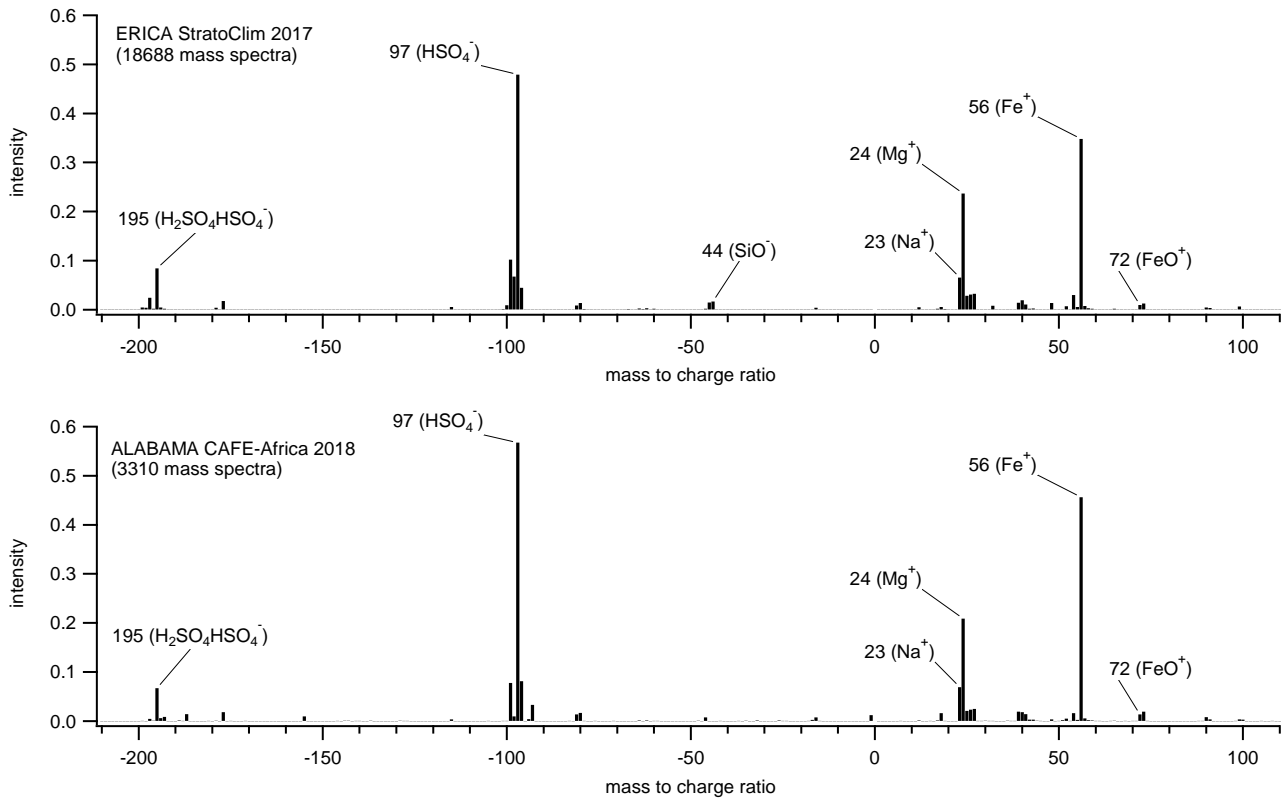 ERICA StratoClim 2017
(18688 mass spectra)
97 (HSO₄⁻)
56 (Fe⁺)
24 (Mg⁺)
195 (H₂SO₄HSO₄⁻)
23 (Na⁺)
44 (SiO⁻)
72 (FeO⁺)
intensity
0.6
0.5
0.4
0.3
0.2
0.1
0.0
-200 -150 -100 -50 0 50 100
mass to charge ratio
97 (HSO₄⁻)
ALABAMA CAFE-Africa 2018
(3310 mass spectra)
56 (Fe⁺)
24 (Mg⁺)
195 (H₂SO₄HSO₄⁻)
23 (Na⁺)
72 (FeO⁺)
intensity
0.6
0.5
0.4
0.3
0.2
0.1
0.0
-200 -150 -100 -50 0 50 100
mass to charge ratio